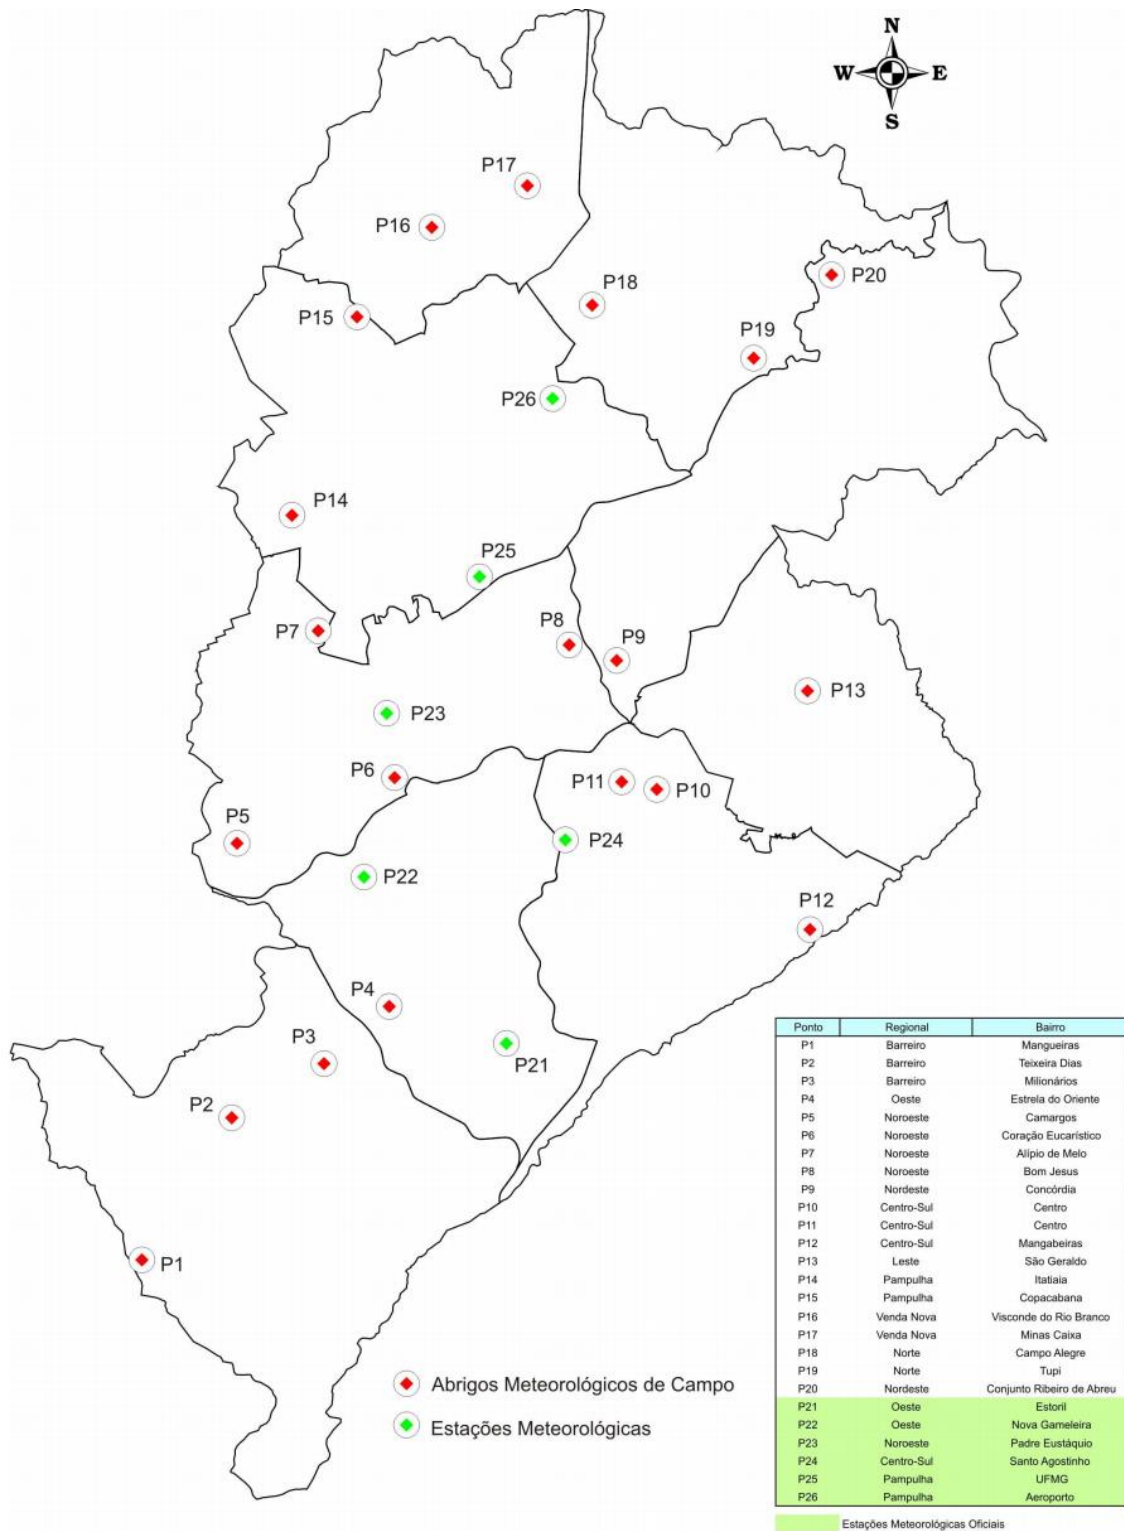 N
W E
S
P17
P16
P18
P20
P15
P19
P26
P14
P25
P7
P8
P9
P13
P23
P6
P11
P10
P5
P24
P22
P12
P4
P3
P21
P2
P1
Abrigos Meteorológicos de Campo
Estações Meteorológicas
Ponto Regional Bairro
P1 Barreiro Mangueiras
P2 Barreiro Teixeira Dias
P3 Barreiro Milionários
P4 Oeste Estrela do Oriente
P5 Noroeste Camargos
P6 Noroeste Coração Eucarístico
P7 Noroeste Alípio de Melo
P8 Noroeste Bom Jesus
P9 Nordeste Concórdia
P10 Centro-Sul Centro
P11 Centro-Sul Centro
P12 Centro-Sul Mangabeiras
P13 Leste São Geraldo
P14 Pampulha Itatiaia
P15 Pampulha Copacabana
P16 Venda Nova Visconde do Rio Branco
P17 Venda Nova Minas Caixa
P18 Norte Campo Alegre
P19 Norte Tupi
P20 Nordeste Conjunto Ribeiro de Abreu
P21 Oeste Estoril
P22 Oeste Nova Gameleira
P23 Noroeste Padre Eustáquio
P24 Centro-Sul Santo Agostinho
P25 Pampulha UFMG
P26 Pampulha Aeroporto
Estações Meteorológicas Oficiais